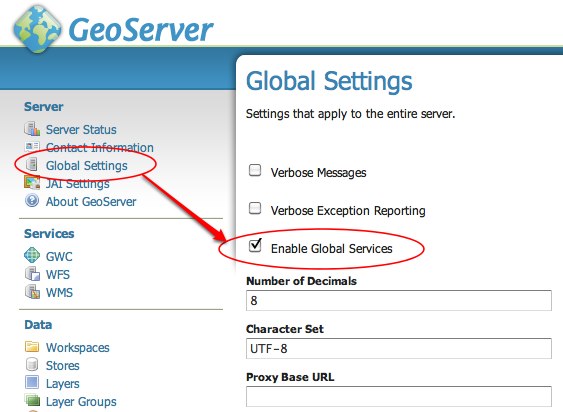 GeoServer
Server
Server Status
Contact Information
Global Settings
JAI Settings
About GeoServer
Services
GWC
WFS
WMS
Data
Workspaces
Stores
Layers
Layer Groups
Global Settings
Settings that apply to the entire server.
Verbose Messages
Verbose Exception Reporting
Enable Global Services
Number of Decimals
8
Character Set
UTF-8
Proxy Base URL